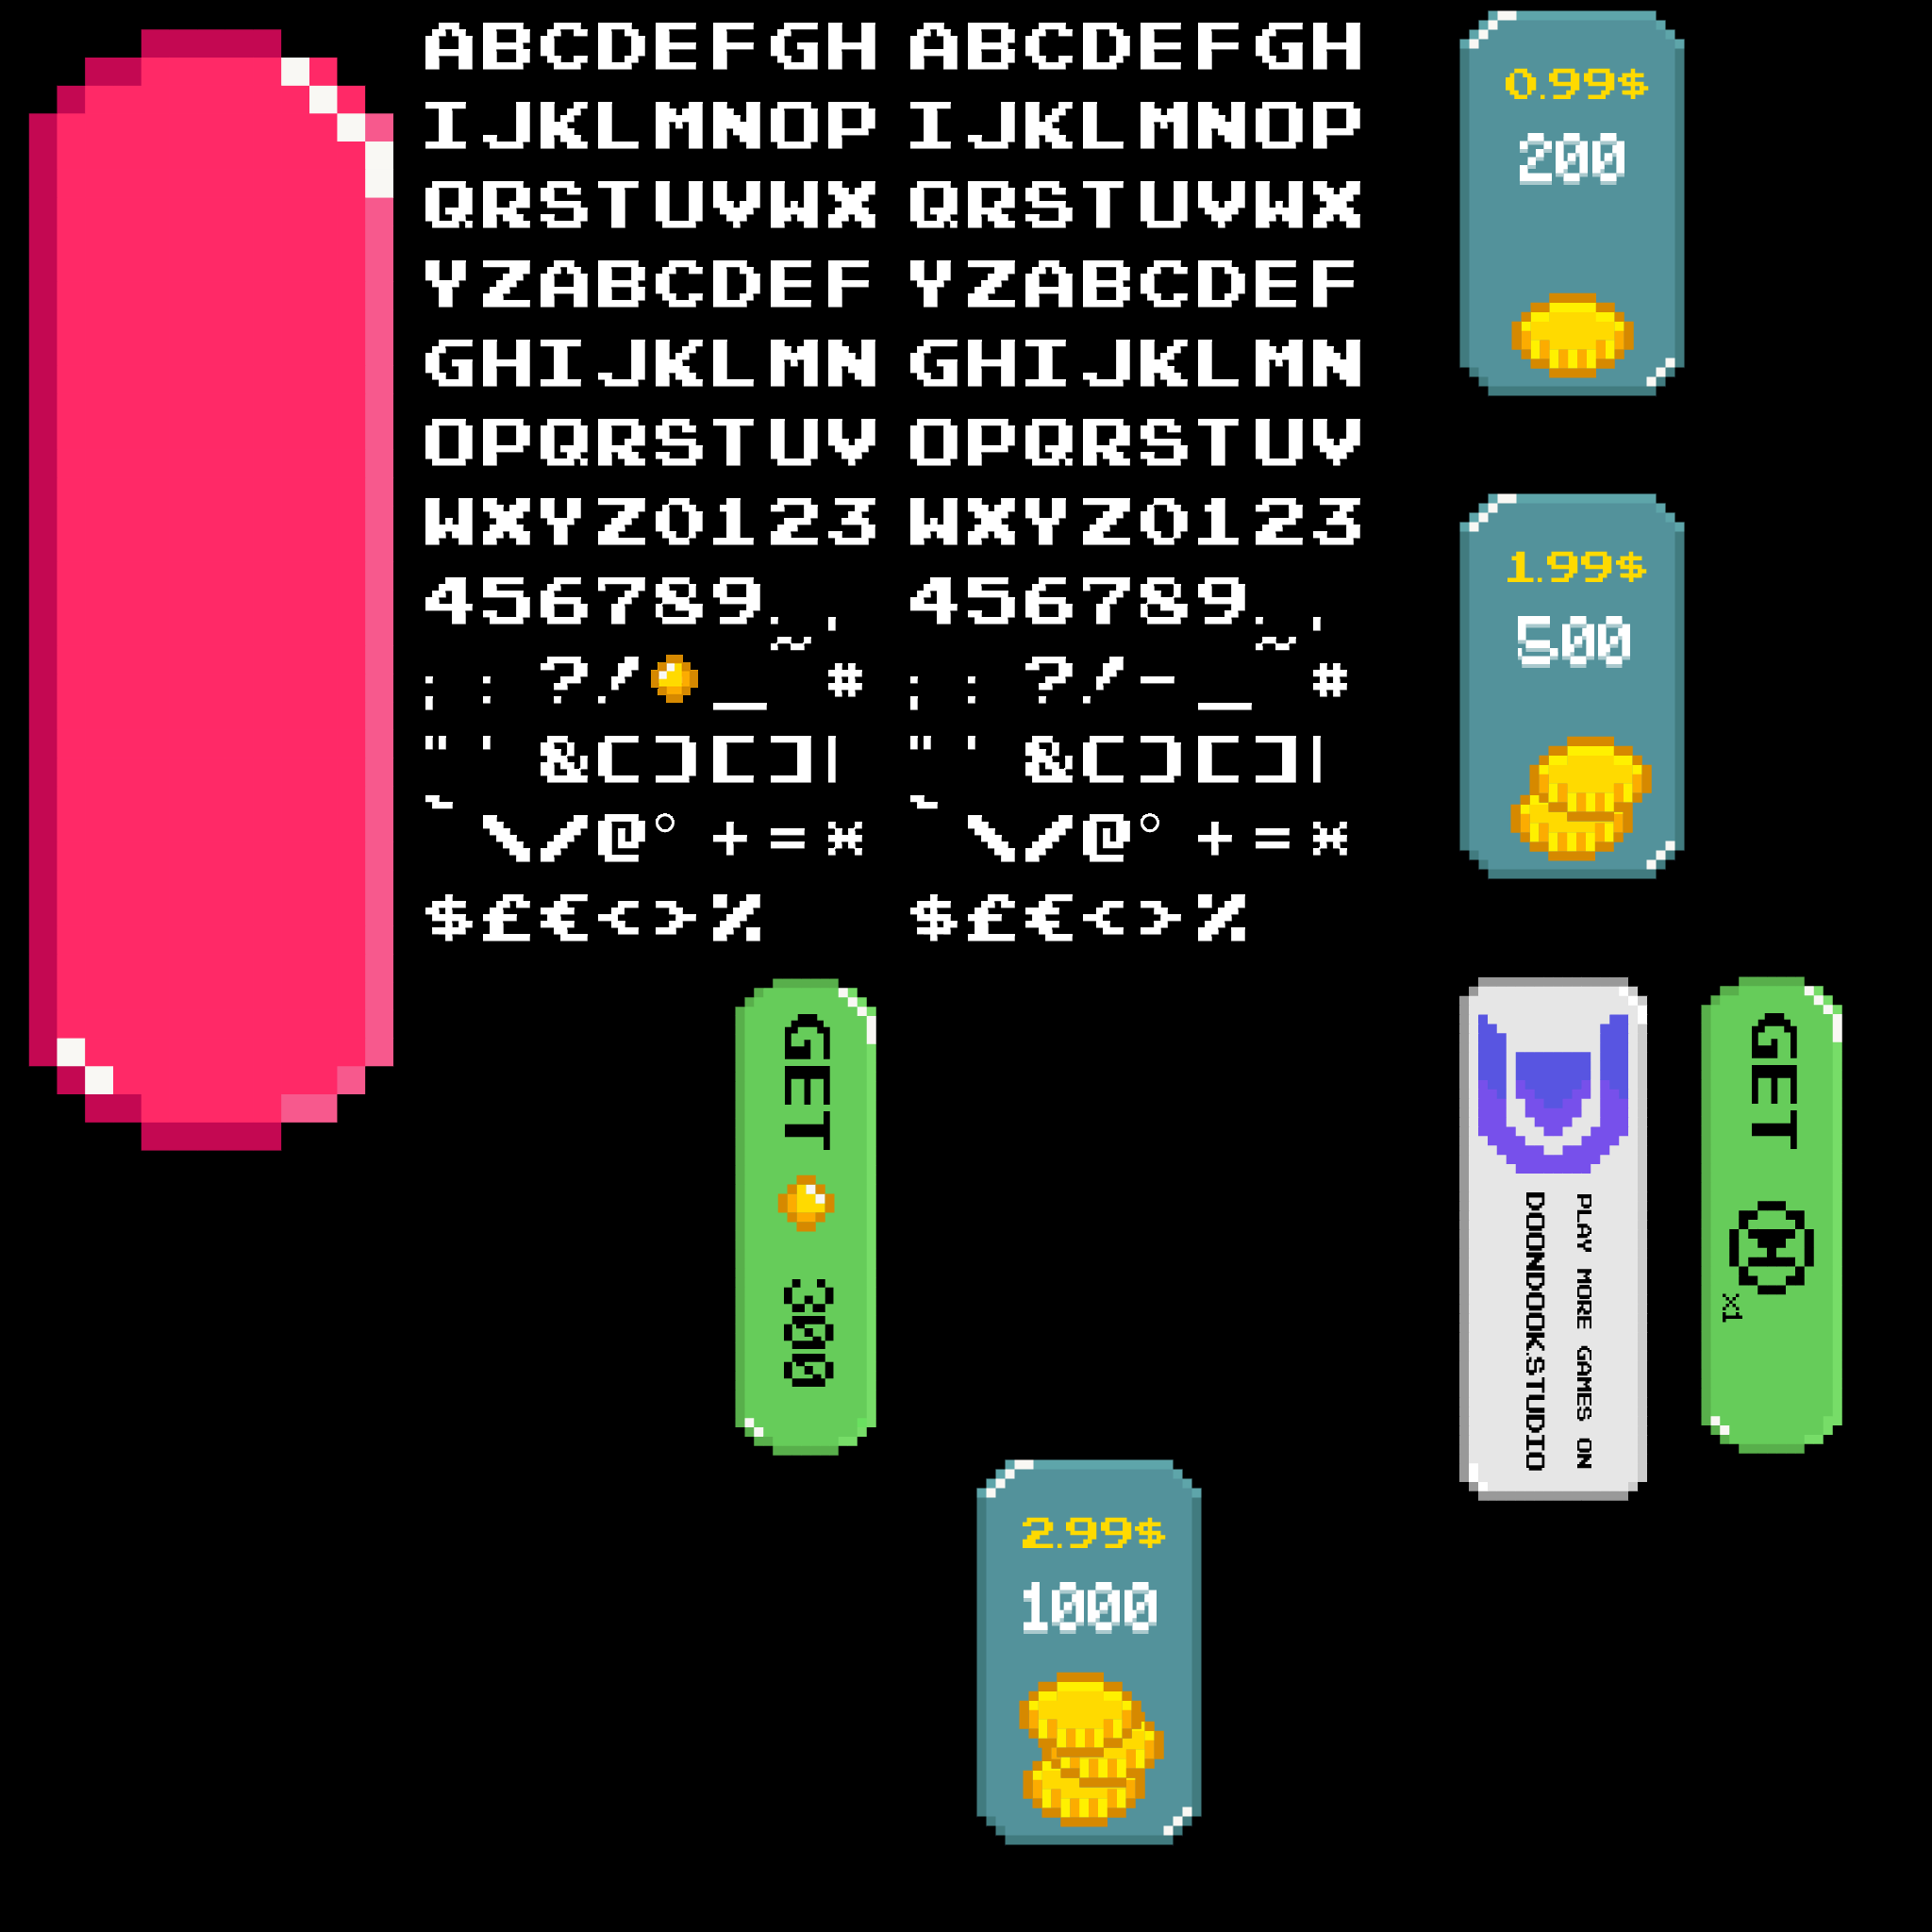 ABCDEFGH
IJKLMNOP
QRSTUVWX
YZABCDEF
GHIJKLMN
OPQRSTUV
WXYZ0123
456789.~,
; : ?!_ #
" ' &()[]|
` \/@° +=*
$£€<>%
ABCDEFGH
IJKLMNOP
QRSTUVWX
YZABCDEF
GHIJKLMN
OPQRSTUV
WXYZ0123
456789.~,
; : ?!-_ #
" ' &()[]|
` \/@° +=*
$£€<>%
0.99$
200
1.99$
500
GET
300
PLAY MORE GAMES ON
DOONDOOK.STUDIO
GET
x1
2.99$
1000